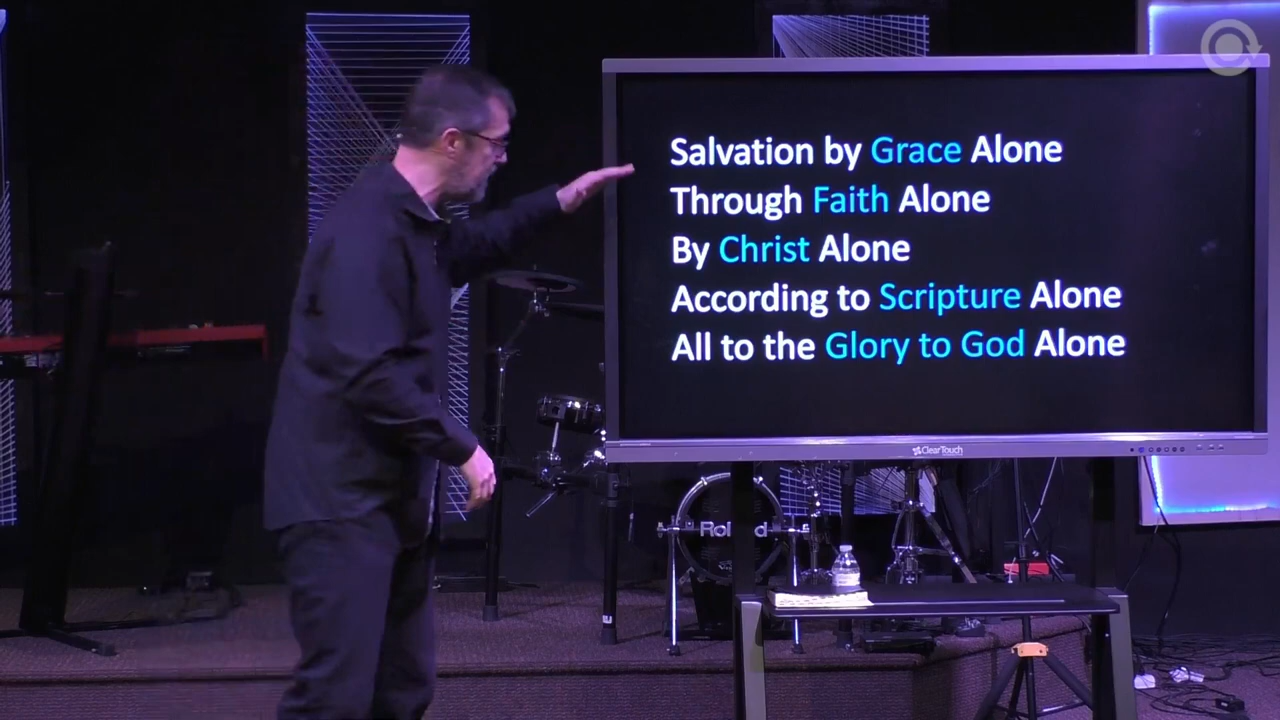 Salvation by Grace Alone
Through Faith Alone
By Christ Alone
According to Scripture Alone
All to the Glory to God Alone
ClearTouch
Roland